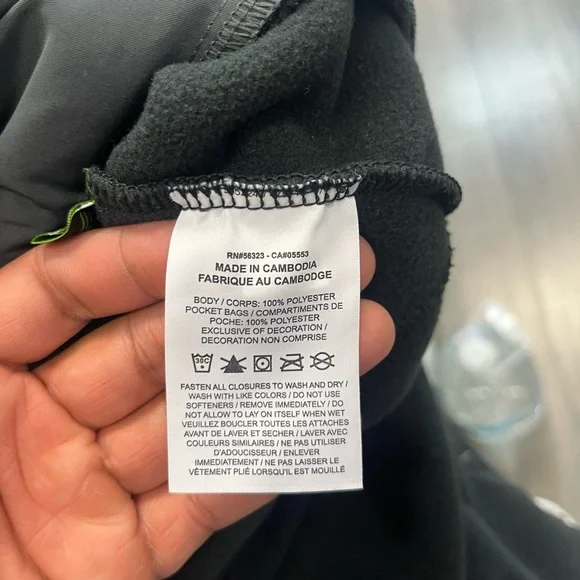 RN#56323 - CA#05553
MADE IN CAMBODIA
FABRIQUE AU CAMBODGE
BODY / CORPS: 100% POLYESTER
POCKET BAGS / COMPARTIMENTS DE
POCHE: 100% POLYESTER
EXCLUSIVE OF DECORATION /
DECORATION NON COMPRISE
30C
FASTEN ALL CLOSURES TO WASH AND DRY /
WASH WITH LIKE COLORS / DO NOT USE
SOFTENERS / REMOVE IMMEDIATELY / DO
NOT ALLOW TO LAY ON ITSELF WHEN WET
VEUILLEZ BOUCLER TOUTES LES ATTACHES
AVANT DE LAVER ET SECHER / LAVER AVEC
COULEURS SIMILAIRES / NE PAS UTILISER
D'ADOUCISSEUR / ENLEVER
IMMÉDIATEMENT / NE PAS LAISSER LE
VÊTEMENT PLIÉ LORSQU'IL EST MOUILLÉ